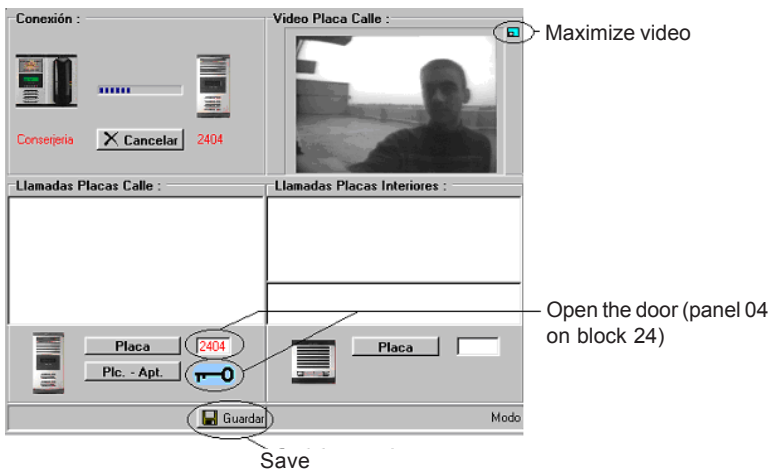 Conexión :
Video Placa Calle :
Maximize video
Conserjeria
Cancelar
2404
Llamadas Placas Calle :
Llamadas Placas Interiores :
Open the door (panel 04
on block 24)
Placa
2404
Placa
Plc. - Apt.
Guardar
Modo
Save